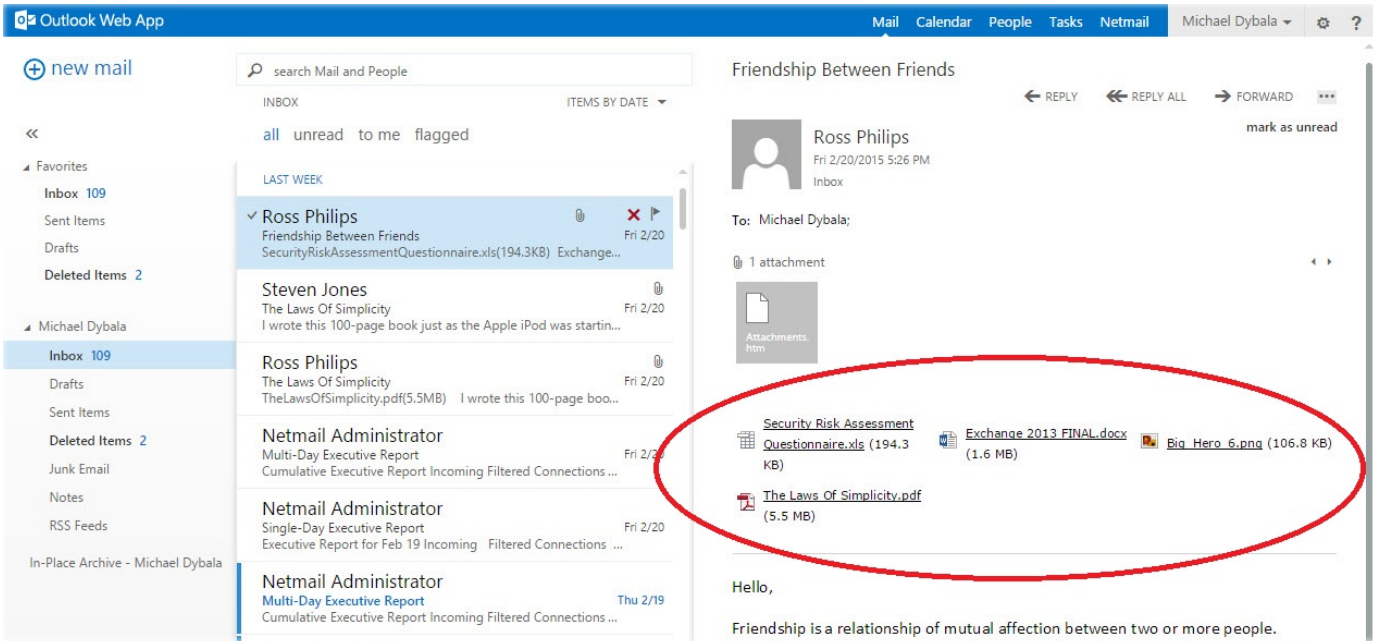 Outlook Web App
Mail Calendar People Tasks Netmail Michael Dybala ?
new mail
Favorites
Inbox 109
Sent Items
Drafts
Deleted Items 2
Michael Dybala
Inbox 109
Drafts
Sent Items
Deleted Items 2
Junk Email
Notes
RSS Feeds
In-Place Archive - Michael Dybala
search Mail and People
INBOX ITEMS BY DATE
all unread to me flagged
LAST WEEK
Ross Philips
Friendship Between Friends Fri 2/20
SecurityRiskAssessmentQuestionnaire.xls(194.3KB) Exchange...
Steven Jones
The Laws Of Simplicity Fri 2/20
I wrote this 100-page book just as the Apple iPod was startin...
Ross Philips
The Laws Of Simplicity Fri 2/20
TheLawsOfSimplicity.pdf(5.5MB) I wrote this 100-page boo...
Netmail Administrator
Multi-Day Executive Report Fri 2/20
Cumulative Executive Report Incoming Filtered Connections ...
Netmail Administrator
Single-Day Executive Report Fri 2/20
Executive Report for Feb 19 Incoming Filtered Connections ...
Netmail Administrator
Multi-Day Executive Report Thu 2/19
Cumulative Executive Report Incoming Filtered Connections ...
Friendship Between Friends
REPLY REPLY ALL FORWARD ...
mark as unread
Ross Philips
Fri 2/20/2015 5:26 PM
Inbox
To: Michael Dybala;
1 attachment
Attachments.
htm
Security Risk Assessment
Questionnaire.xls (194.3
KB)
Exchange 2013 FINAL.docx
(1.6 MB)
Big Hero 6.png (106.8 KB)
The Laws Of Simplicity.pdf
(5.5 MB)
Hello,
Friendship is a relationship of mutual affection between two or more people.